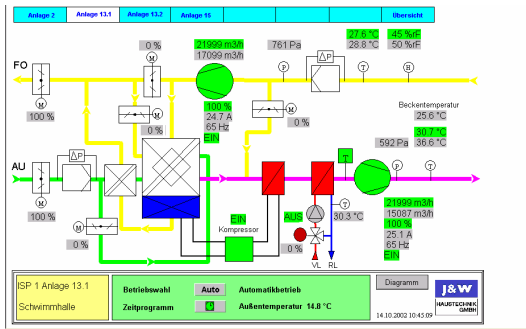 Anlage 2
Anlage 13.1
Anlage 13.2
Anlage 15
Übersicht
FO
0 %
M
21999 m3/h
17099 m3/h
761 Pa
ΔP
27.6 °C
28.8 °C
45 %rF
50 %rF
P
T
H
M
100 %
M
0 %
100 %
24.7 A
65 Hz
EIN
M
0 %
Beckentemperatur
25.6 °C
30.7 °C
36.6 °C
592 Pa
AU
ΔP
M
100 %
M
0 %
T
P
T
EIN
Kompressor
AUS
M
0 %
T
30.3 °C
VL
RL
21999 m3/h
15087 m3/h
100 %
25.1 A
65 Hz
EIN
ISP 1 Anlage 13.1
Schwimmhalle
Betriebswahl
Auto
Automatikbetrieb
Zeitprogramm
Außentemperatur 14.8 °C
Diagramm
14.10.2002 10:45:09
J&W
HAUSTECHNIK
GMBH